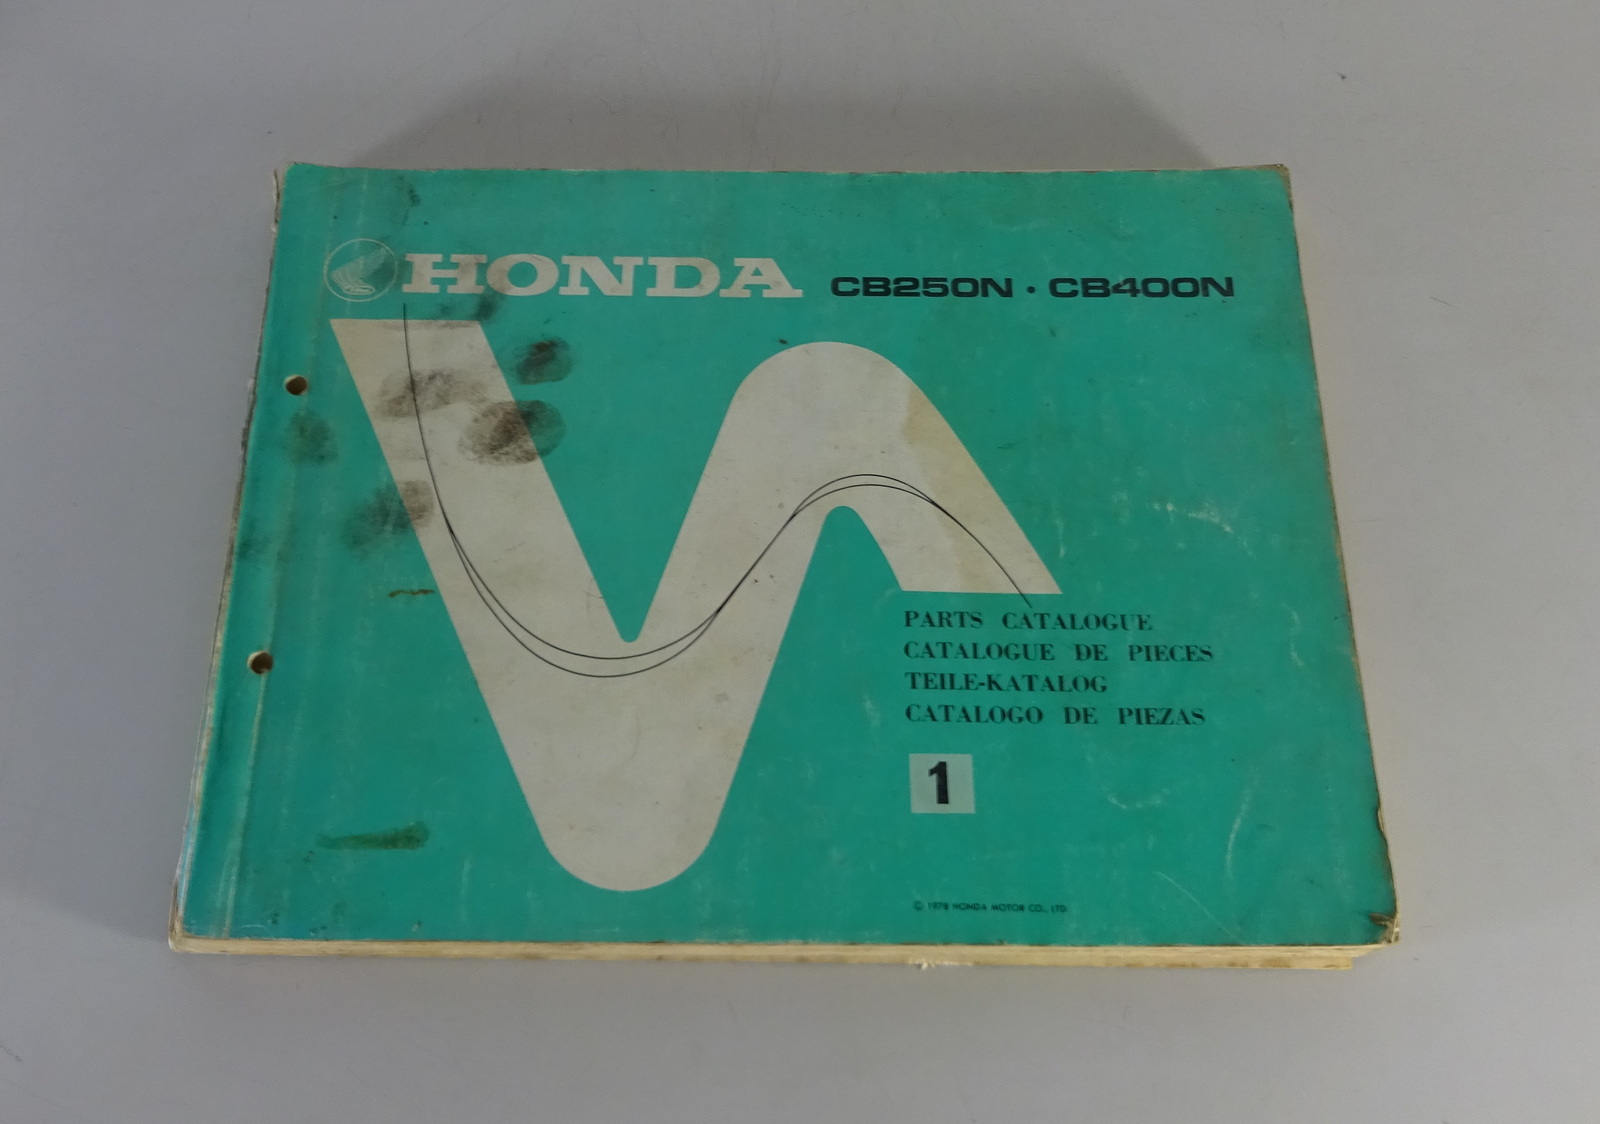 HONDA CB250N · CB400N
PARTS CATALOGUE
CATALOGUE DE PIECES
TEILE-KATALOG
CATALOGO DE PIEZAS
1
© 1978 HONDA MOTOR CO., LTD